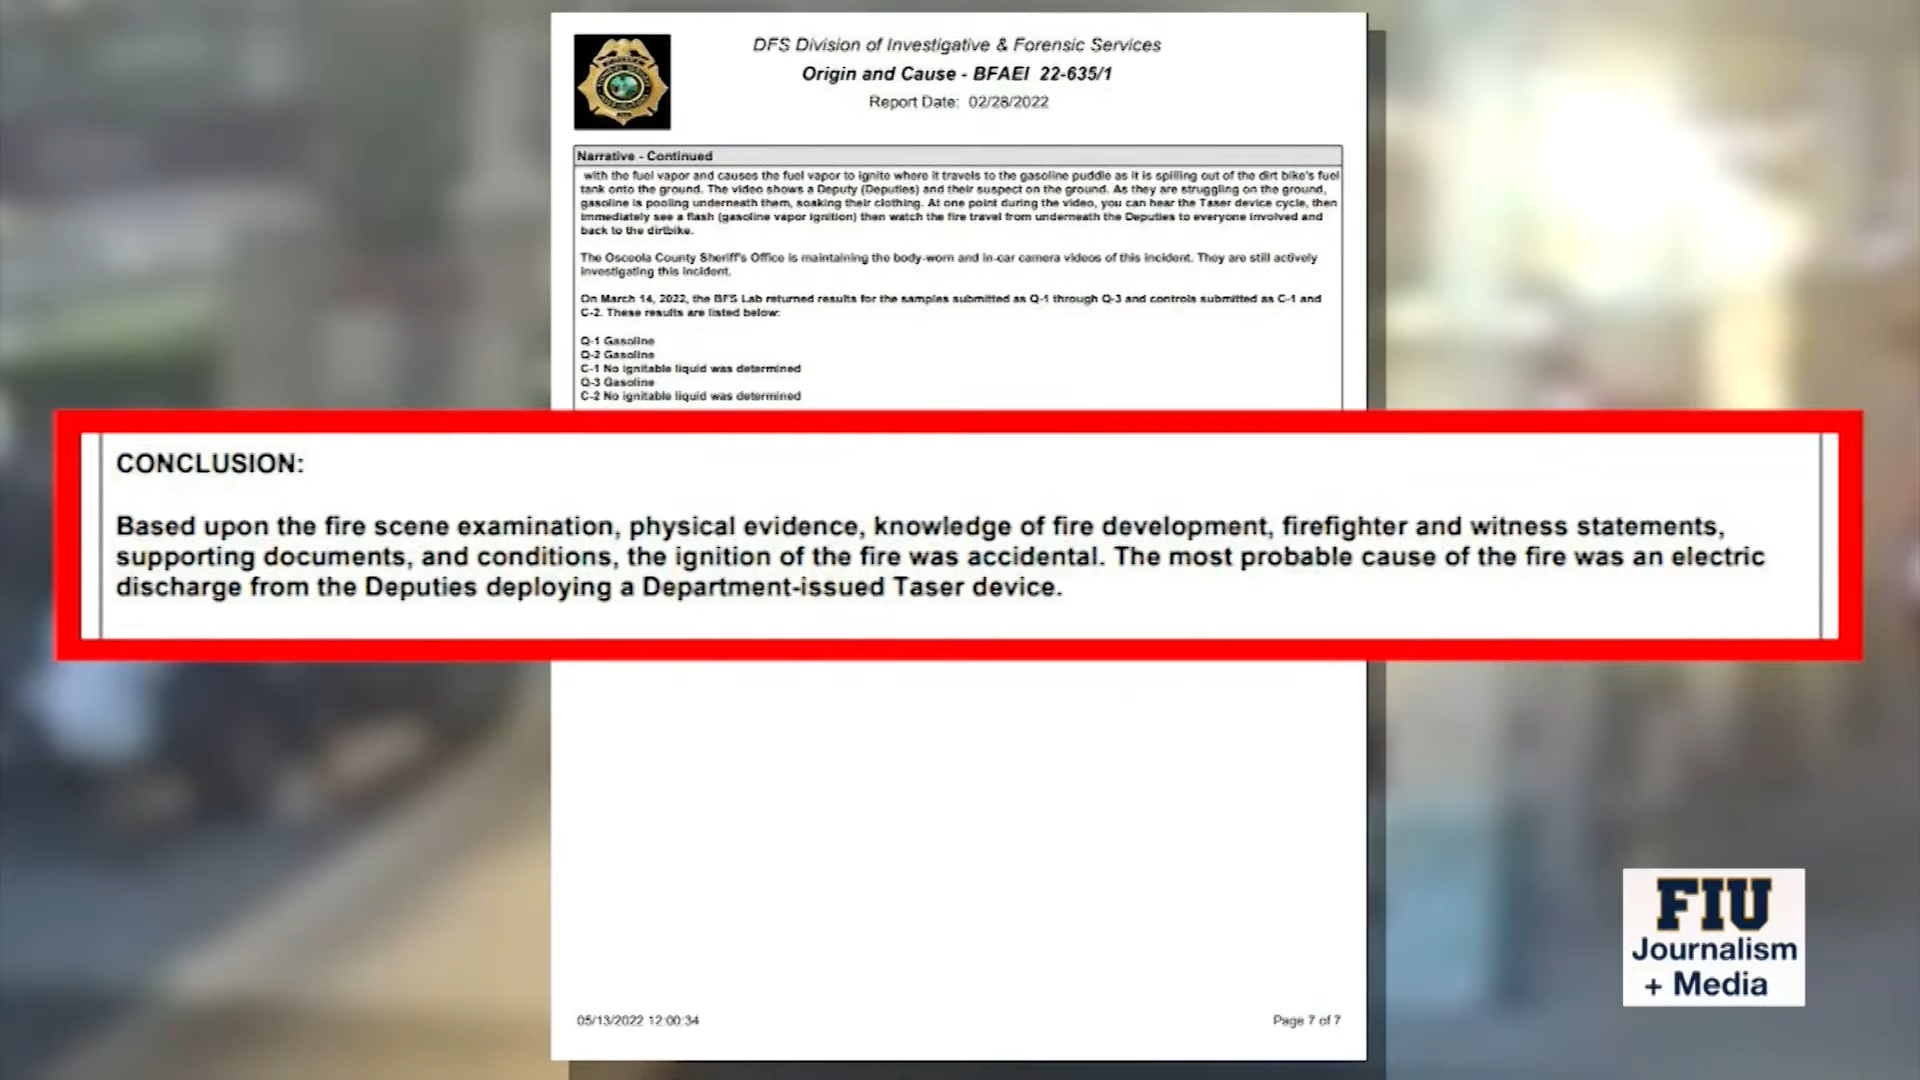 DFS Division of Investigative & Forensic Services
Origin and Cause - BFAEI 22-635/1
Report Date: 02/28/2022
Narrative - Continued
with the fuel vapor and causes the fuel vapor to ignite where it travels to the gasoline puddle as it is spilling out of the dirt bike's fuel
tank onto the ground. The video shows a Deputy (Deputies) and their suspect on the ground. As they are struggling on the ground,
gasoline is pooling underneath them, soaking their clothing. At one point during the video, you can hear the Taser device cycle, then
immediately see a flash (gasoline vapor ignition) then watch the fire travel from underneath the Deputies to everyone involved and
back to the dirtbike.
The Osceola County Sheriff's Office is maintaining the body-worn and in-car camera videos of this incident. They are still actively
investigating this incident.
On March 14, 2022, the BFS Lab returned results for the samples submitted as Q-1 through Q-3 and controls submitted as C-1 and
C-2. These results are listed below:
Q-1 Gasoline
Q-2 Gasoline
C-1 No ignitable liquid was determined
Q-3 Gasoline
C-2 No ignitable liquid was determined
CONCLUSION:
Based upon the fire scene examination, physical evidence, knowledge of fire development, firefighter and witness statements,
supporting documents, and conditions, the ignition of the fire was accidental. The most probable cause of the fire was an electric
discharge from the Deputies deploying a Department-issued Taser device.
FIU
Journalism
+ Media
05/13/2022 12:00:34
Page 7 of 7